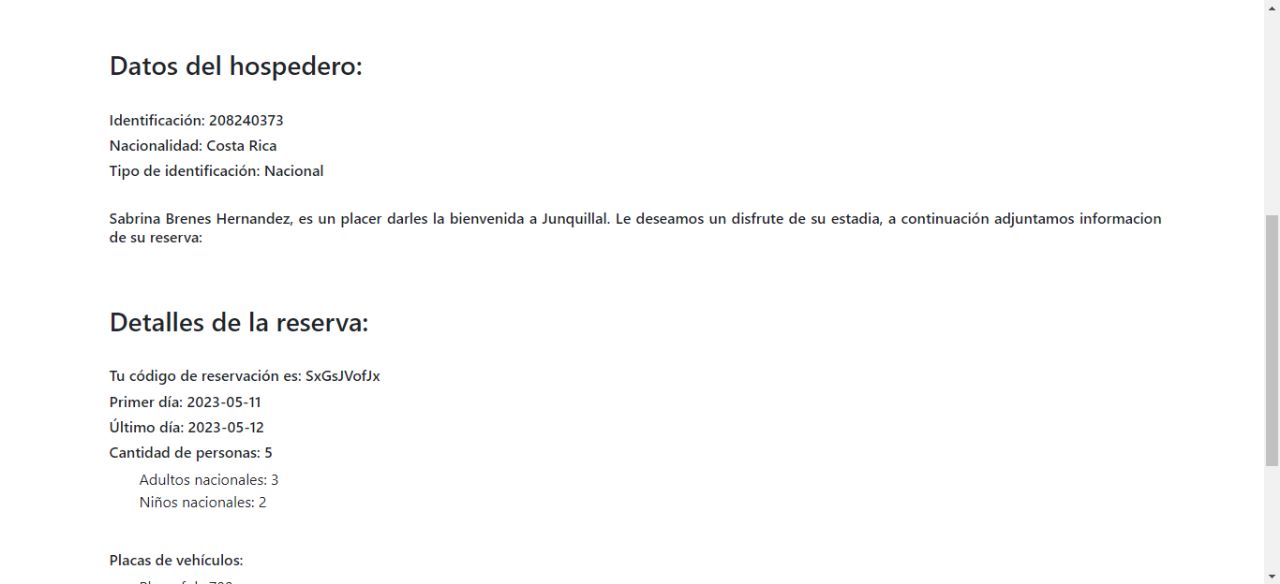 Datos del hospedero:
Identificación: 208240373
Nacionalidad: Costa Rica
Tipo de identificación: Nacional
Sabrina Brenes Hernandez, es un placer darles la bienvenida a Junquillal. Le deseamos un disfrute de su estadia, a continuación adjuntamos informacion
de su reserva:
Detalles de la reserva:
Tu código de reservación es: SxGsJVofJx
Primer día: 2023-05-11
Último día: 2023-05-12
Cantidad de personas: 5
Adultos nacionales: 3
Niños nacionales: 2
Placas de vehículos: